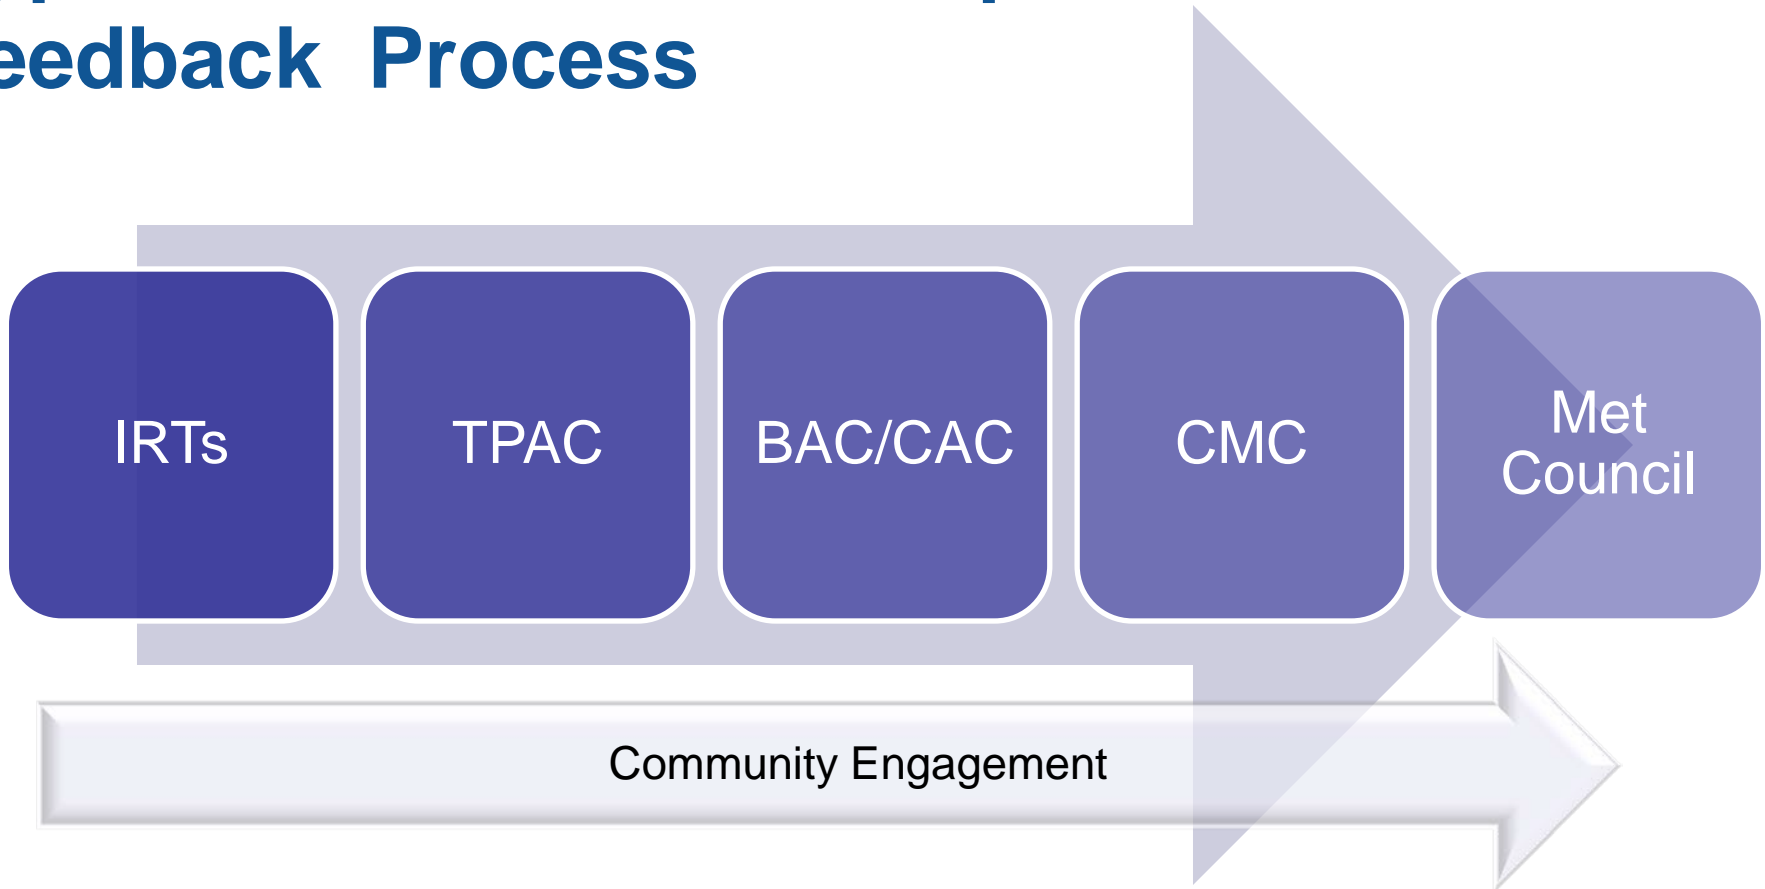 eedback Process
IRTs
TPAC
BAC/CAC
CMC
Met
Council
Community Engagement